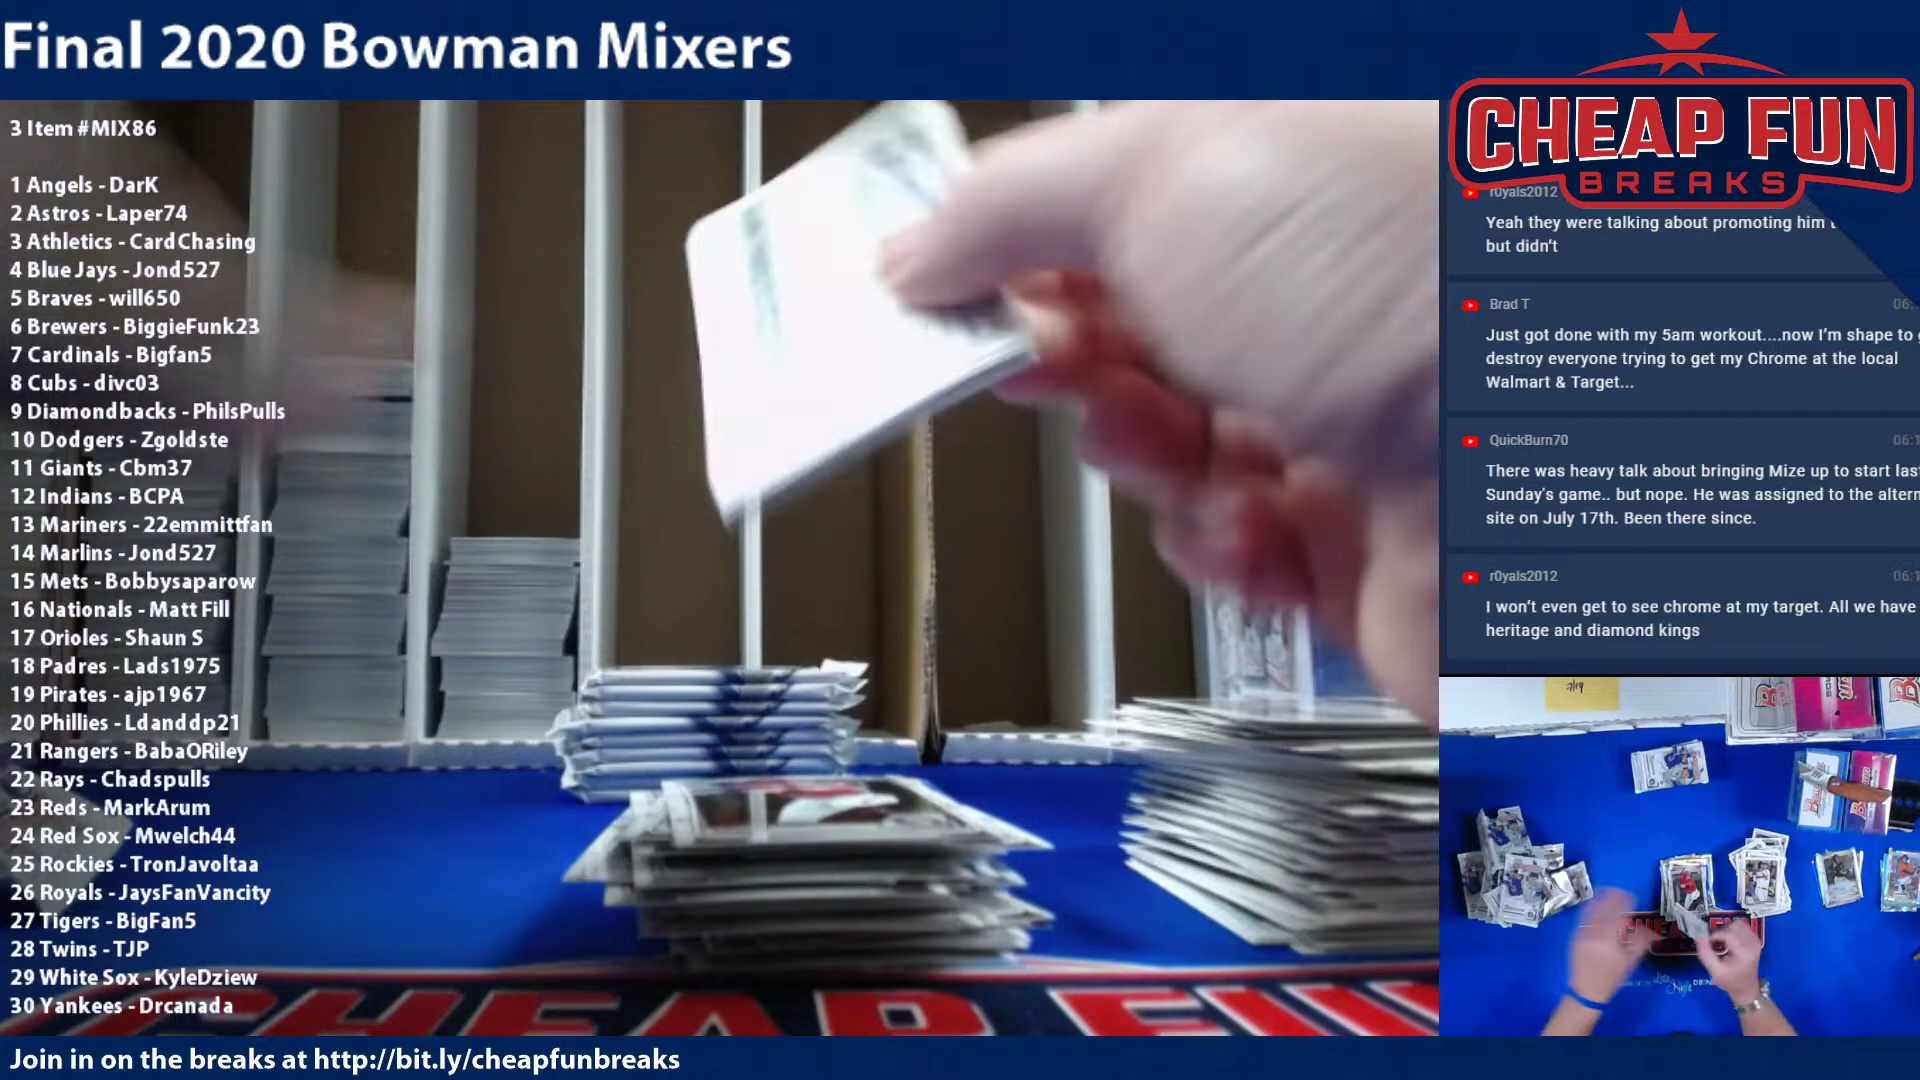 Final 2020 Bowman Mixers
CHEAP FUN
BREAKS
3 Item #MIX86
1 Angels - DarK
2 Astros - Laper74
3 Athletics - CardChasing
4 Blue Jays - Jond527
5 Braves - will650
6 Brewers - BiggieFunk23
7 Cardinals - Bigfan5
8 Cubs - divc03
9 Diamondbacks - PhilsPulls
10 Dodgers - Zgoldste
11 Giants - Cbm37
12 Indians - BCPA
13 Mariners - 22emmittfan
14 Marlins - Jond527
15 Mets - Bobbysaparow
16 Nationals - Matt Fill
17 Orioles - Shaun S
18 Padres - Lads1975
19 Pirates - ajp1967
20 Phillies - Ldanddp21
21 Rangers - BabaORiley
22 Rays - Chadspulls
23 Reds - MarkArum
24 Red Sox - Mwelch44
25 Rockies - TronJavoltaa
26 Royals - JaysFanVancity
27 Tigers - BigFan5
28 Twins - TJP
29 White Sox - KyleDziew
30 Yankees - Drcanada
r0yals2012
Yeah they were talking about promoting him
but didn't
Brad T 06:
Just got done with my 5am workout....now I'm shape to
destroy everyone trying to get my Chrome at the local
Walmart & Target...
QuickBurn70 06:1
There was heavy talk about bringing Mize up to start las
Sunday's game.. but nope. He was assigned to the altern
site on July 17th. Been there since.
r0yals2012 06:1
I won't even get to see chrome at my target. All we have
heritage and diamond kings
CHEAP FUN
Join in on the breaks at http://bit.ly/cheapfunbreaks